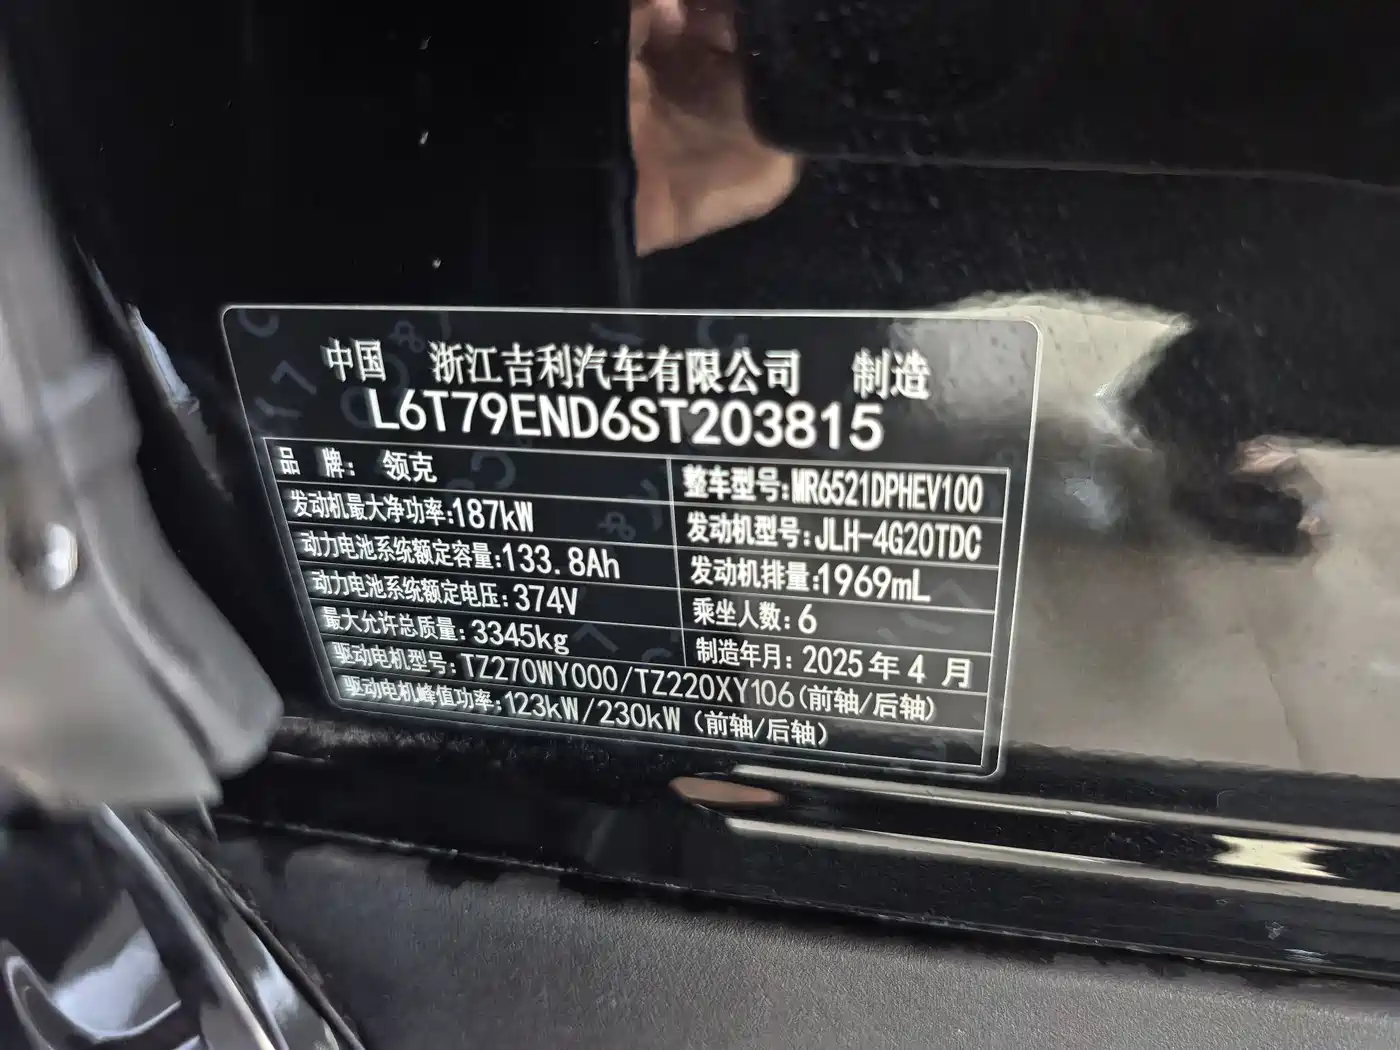 中国 浙江吉利汽车有限公司 制造
L6T79END6ST203815
品 牌: 领克
整车型号:MR6521DPHEV100
发动机最大净功率:187kW
发动机型号:JLH-4G20TDC
动力电池系统额定容量:133.8Ah
发动机排量:1969mL
动力电池系统额定电压:374V
乘坐人数:6
最大允许总质量:3345kg
制造年月:2025年4月
驱动电机型号:TZ270WY000/TZ220XY106(前轴/后轴)
驱动电机峰值功率:123kW/230kW(前轴/后轴)